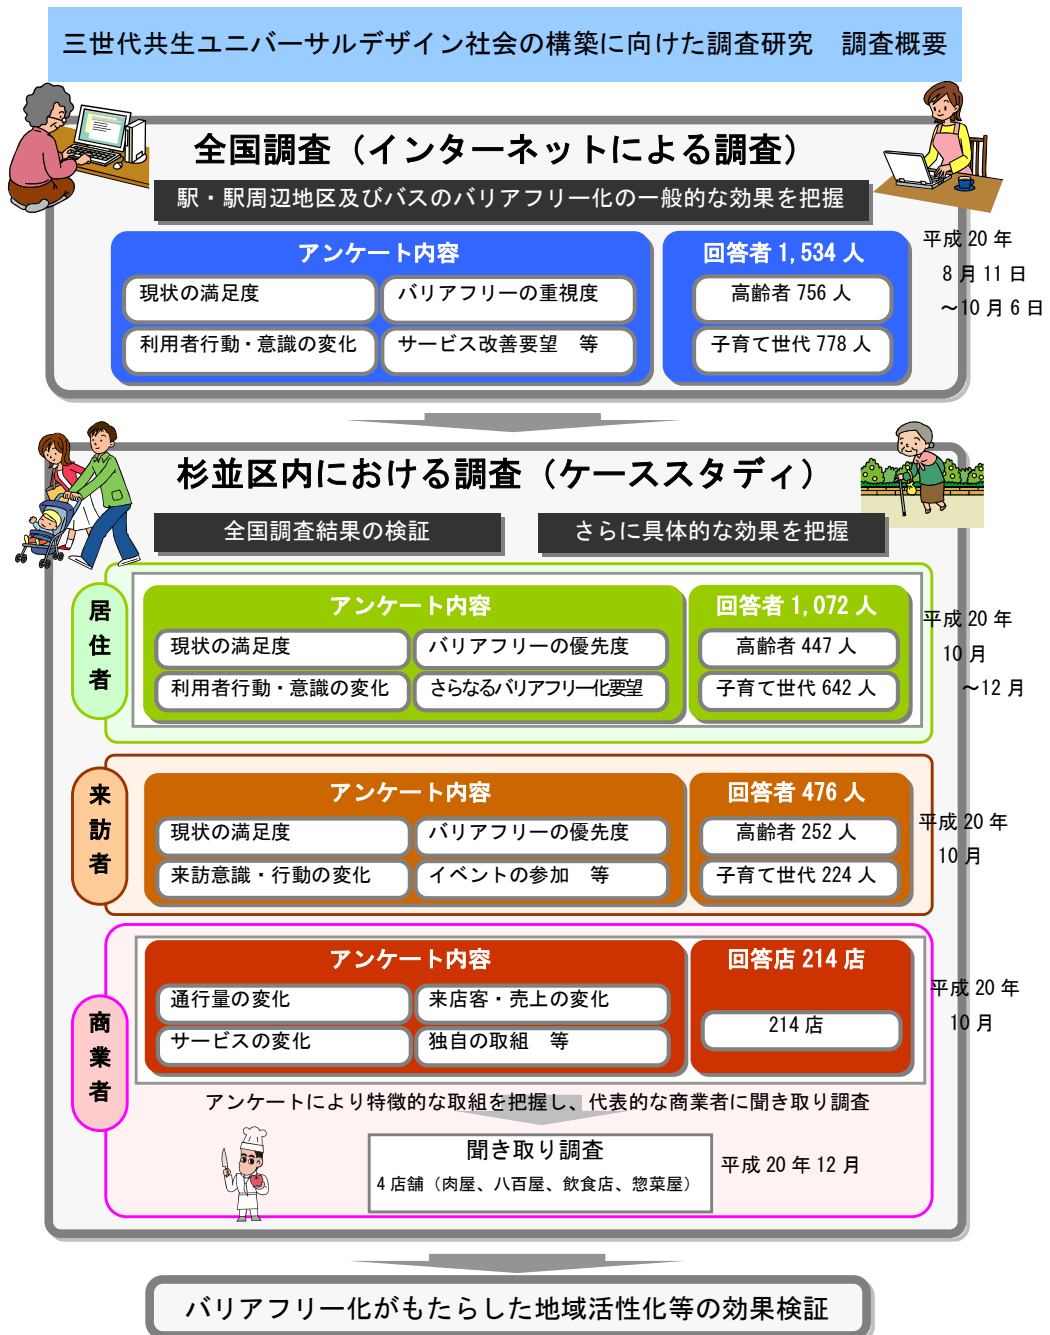 三世代共生ユニバーサルデザイン社会の構築に向けた調査研究　調査概要
全国調査（インターネットによる調査）
駅・駅周辺地区及びバスのバリアフリー化の一般的な効果を把握
アンケート内容
現状の満足度
バリアフリーの重視度
利用者行動・意識の変化
サービス改善要望　等
回答者 1,534 人
高齢者 756 人
子育て世代 778 人
平成 20 年
8 月 11 日
～10 月 6 日
杉並区内における調査（ケーススタディ）
全国調査結果の検証
さらに具体的な効果を把握
居住者
アンケート内容
現状の満足度
バリアフリーの優先度
利用者行動・意識の変化
さらなるバリアフリー化要望
回答者 1,072 人
高齢者 447 人
子育て世代 642 人
平成 20 年
10 月
～12 月
来訪者
アンケート内容
現状の満足度
バリアフリーの優先度
来訪意識・行動の変化
イベントの参加　等
回答者 476 人
高齢者 252 人
子育て世代 224 人
平成 20 年
10 月
商業者
アンケート内容
通行量の変化
来店客・売上の変化
サービスの変化
独自の取組　等
回答店 214 店
214 店
平成 20 年
10 月
アンケートにより特徴的な取組を把握し、代表的な商業者に聞き取り調査
聞き取り調査
4 店舗（肉屋、八百屋、飲食店、惣菜屋）
平成 20 年 12 月
バリアフリー化がもたらした地域活性化等の効果検証